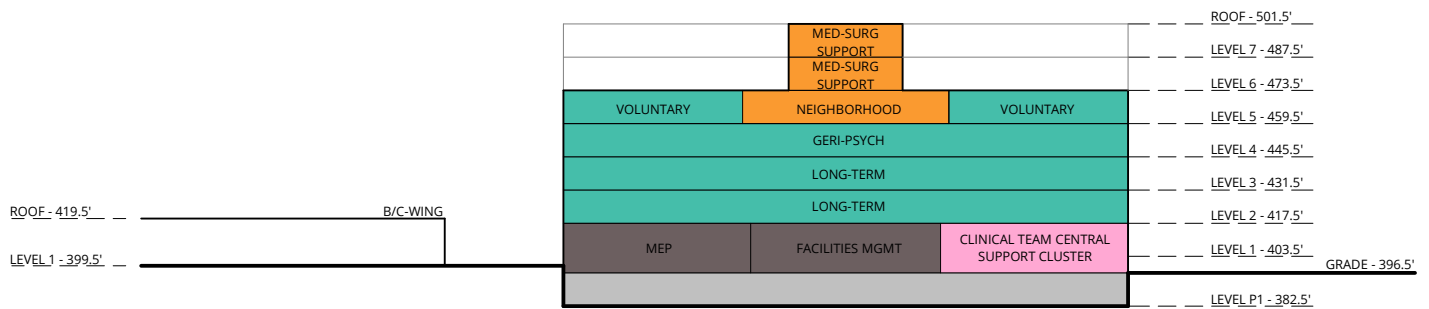 ROOF - 501.5'
MED-SURG
SUPPORT
LEVEL 7 - 487.5'
MED-SURG
SUPPORT
LEVEL 6 - 473.5'
VOLUNTARY
NEIGHBORHOOD
VOLUNTARY
LEVEL 5 - 459.5'
GERI-PSYCH
LEVEL 4 - 445.5'
LONG-TERM
LEVEL 3 - 431.5'
LONG-TERM
LEVEL 2 - 417.5'
ROOF - 419.5'
B/C-WING
MEP
FACILITIES MGMT
CLINICAL TEAM CENTRAL
SUPPORT CLUSTER
LEVEL 1 - 403.5'
LEVEL 1 - 399.5'
GRADE - 396.5'
LEVEL P1 - 382.5'